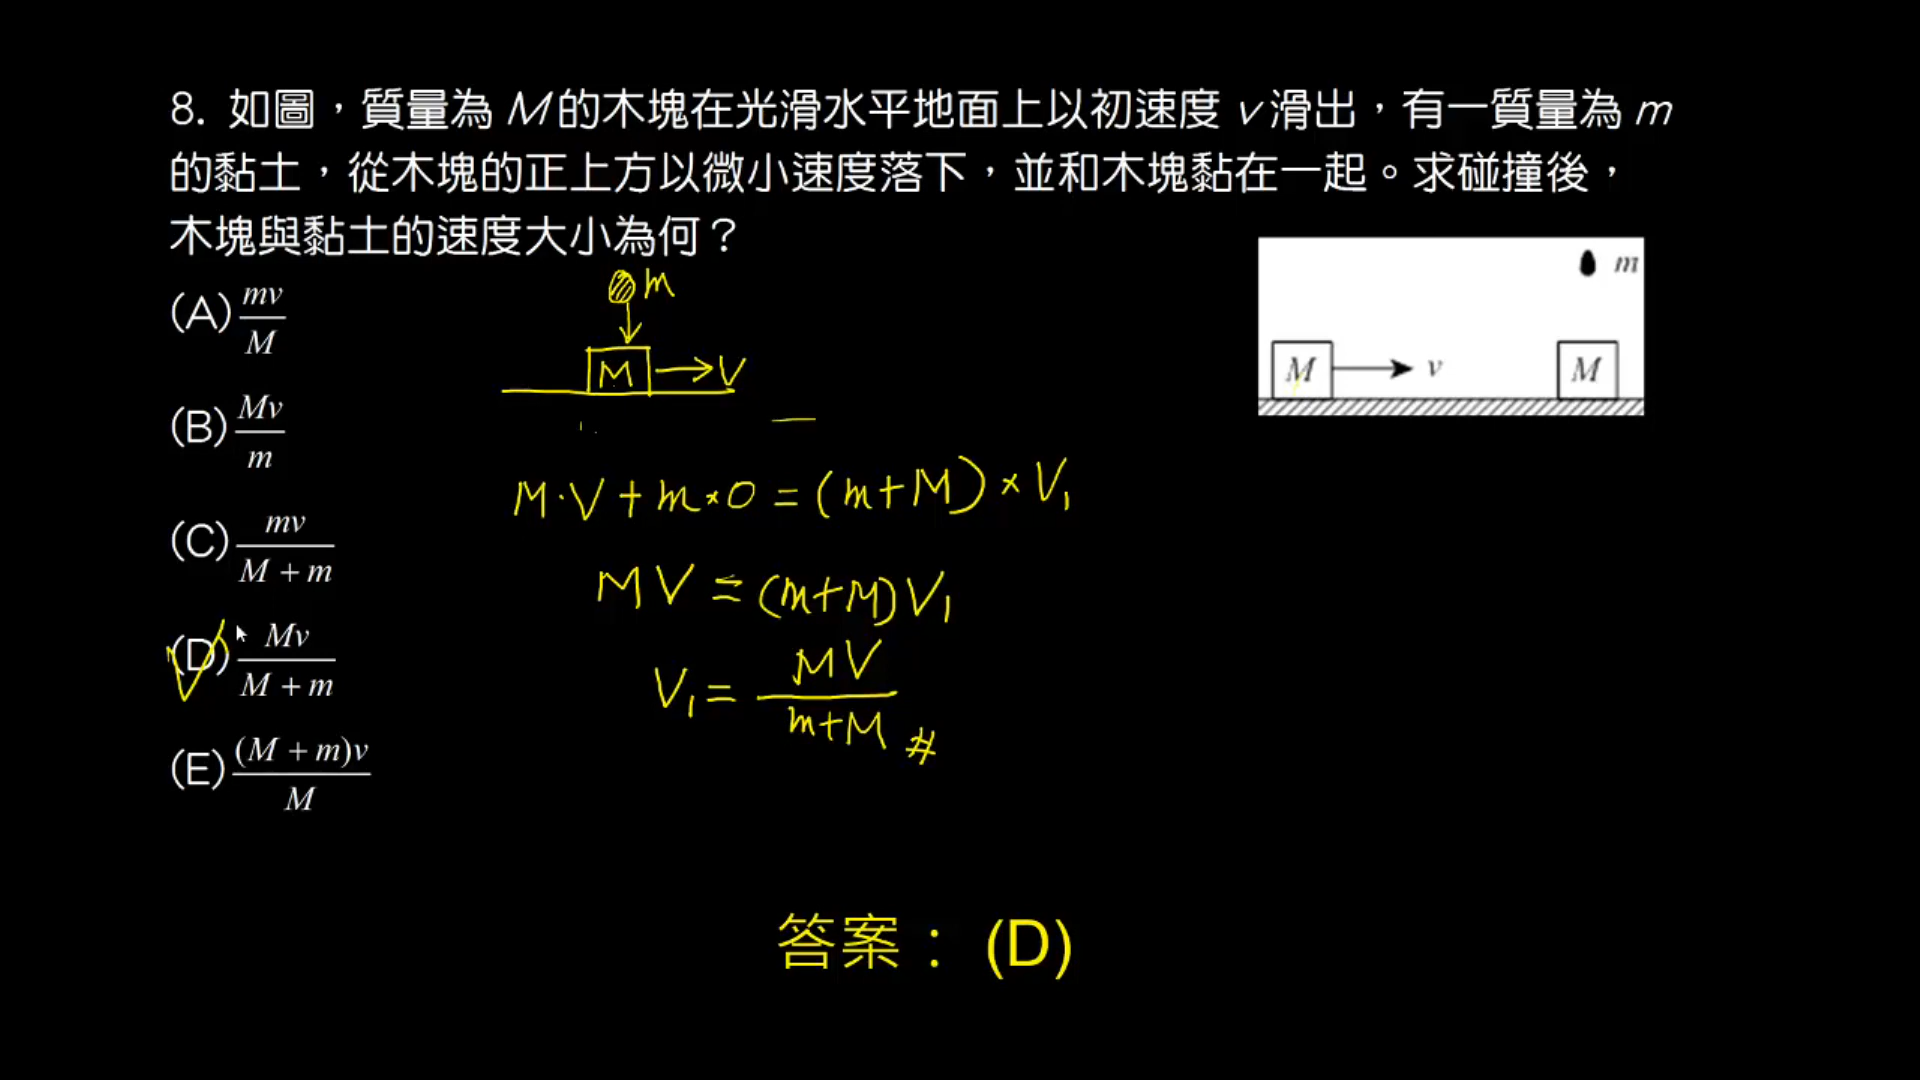 8. 如圖，質量為 M 的木塊在光滑水平地面上以初速度 v 滑出，有一質量為 m
的黏土，從木塊的正上方以微小速度落下，並和木塊黏在一起。求碰撞後，
木塊與黏土的速度大小為何？
(A) mv/M
(B) Mv/m
(C) mv/(M + m)
(D) Mv/(M + m)
(E) (M + m)v/M
m
M → V
M·V + m×0 = (m+M)×V₁
MV = (m+M)V₁
V₁ = MV/(m+M) #
m
M → v
M
答案：(D)